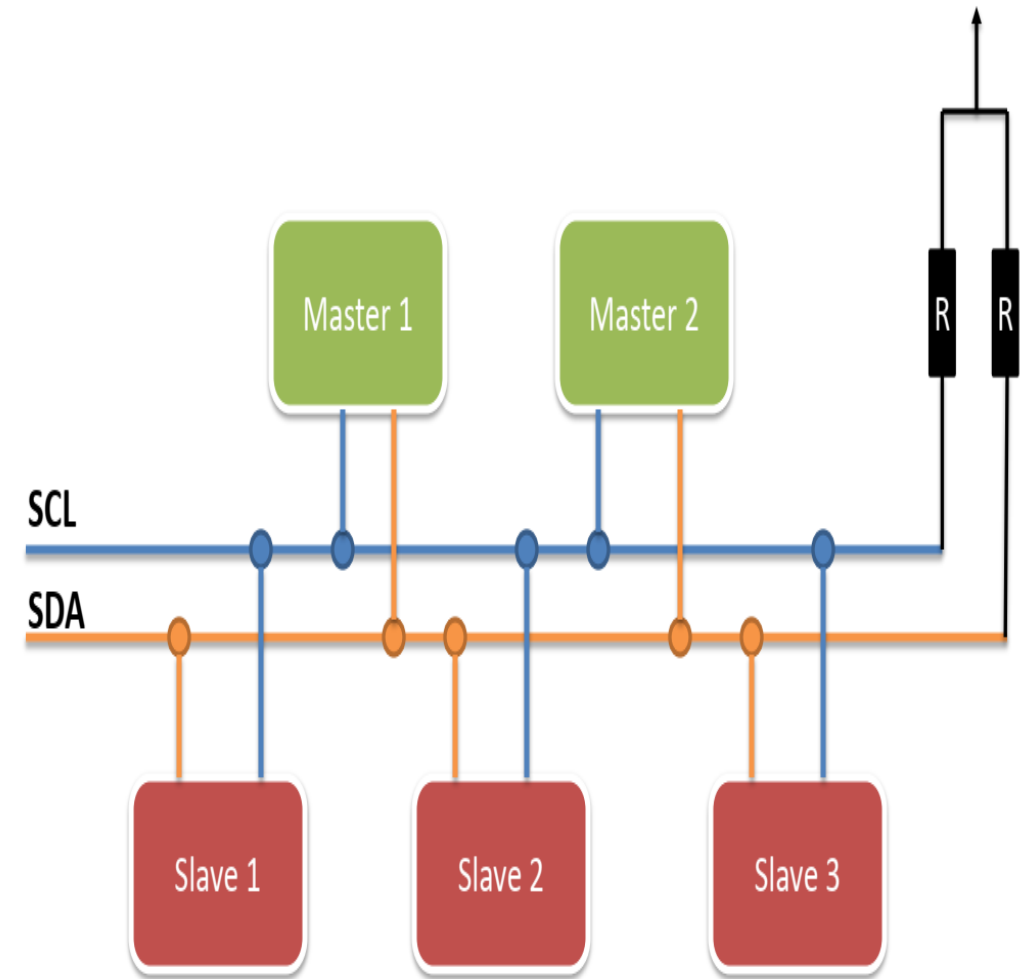 Master 1
Master 2
R
R
SCL
SDA
Slave 1
Slave 2
Slave 3